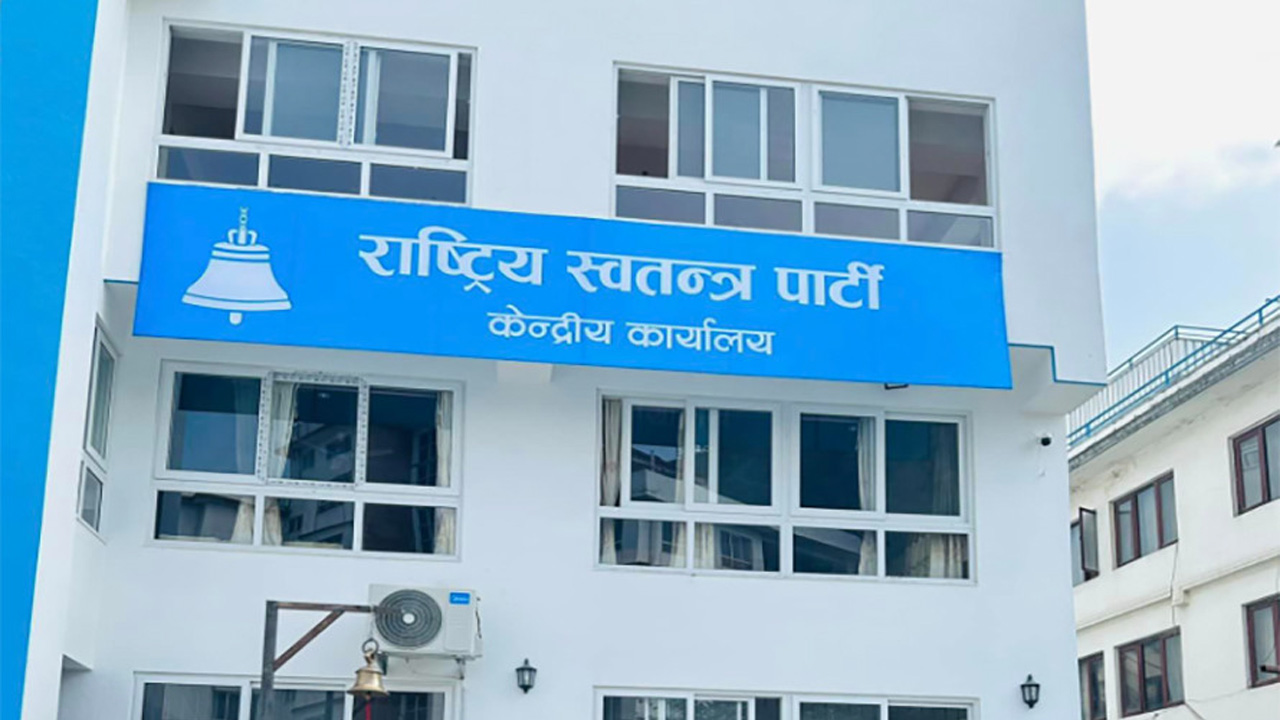 राष्ट्रिय स्वतन्त्र पार्टी
केन्द्रीय कार्यालय